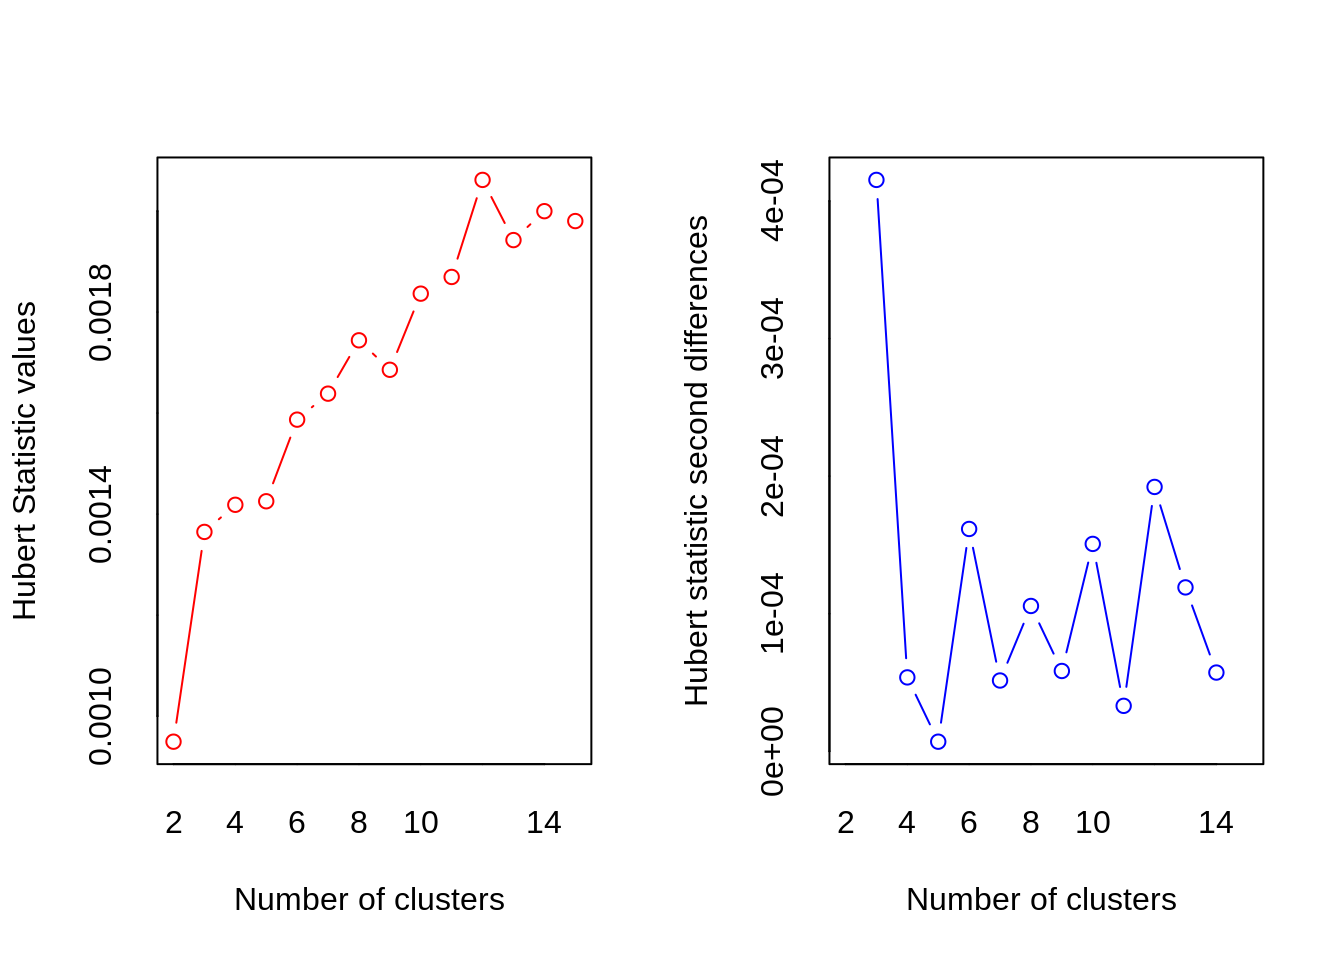 Hubert Statistic values
0.0010 0.0014 0.0018
2 4 6 8 10 14
Number of clusters
Hubert statistic second differences
0e+00 1e-04 2e-04 3e-04 4e-04
2 4 6 8 10 14
Number of clusters